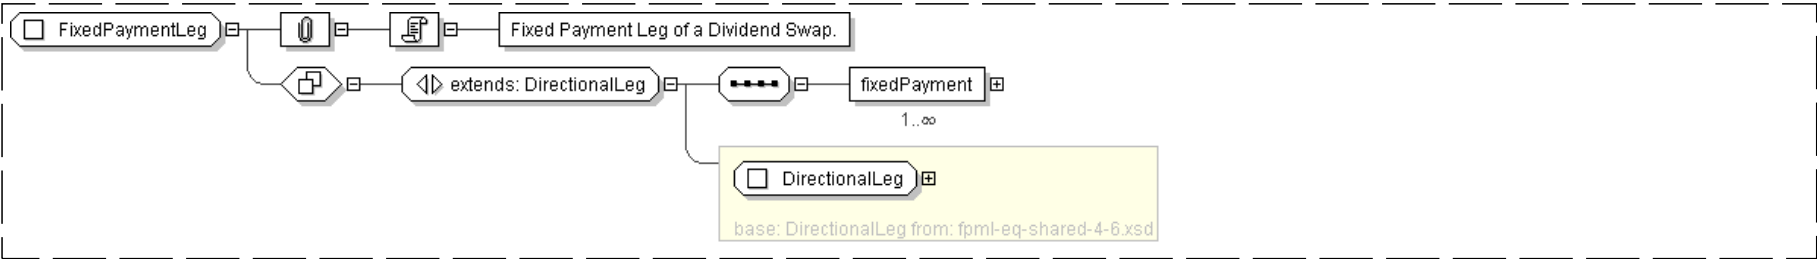 FixedPaymentLeg
Fixed Payment Leg of a Dividend Swap.
extends: DirectionalLeg
fixedPayment
1..∞
DirectionalLeg
base: DirectionalLeg from: fpml-eq-shared-4-6.xsd